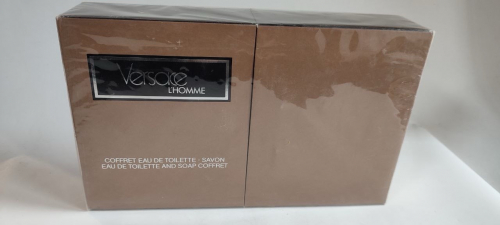 Versace
L'HOMME
COFFRET EAU DE TOILETTE - SAVON
EAU DE TOILETTE AND SOAP COFFRET